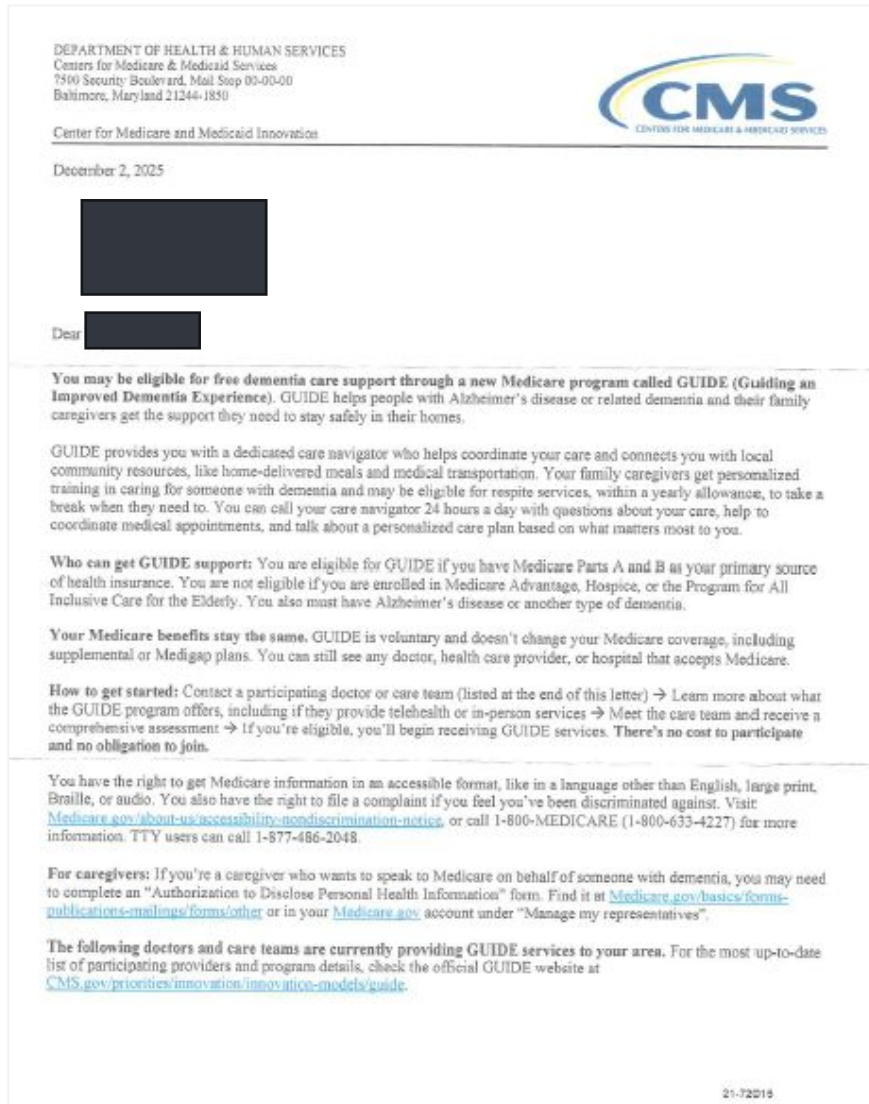 DEPARTMENT OF HEALTH & HUMAN SERVICES
Centers for Medicare & Medicaid Services
7500 Security Boulevard, Mail Stop 00-00-00
Baltimore, Maryland 21244-1850
Center for Medicare and Medicaid Innovation
CMS
CENTERS FOR MEDICARE & MEDICAID SERVICES
December 2, 2025
Dear
You may be eligible for free dementia care support through a new Medicare program called GUIDE (Guiding an
Improved Dementia Experience). GUIDE helps people with Alzheimer's disease or related dementia and their family
caregivers get the support they need to stay safely in their homes.
GUIDE provides you with a dedicated care navigator who helps coordinate your care and connects you with local
community resources, like home-delivered meals and medical transportation. Your family caregivers get personalized
training in caring for someone with dementia and may be eligible for respite services, within a yearly allowance, to take a
break when they need to. You can call your care navigator 24 hours a day with questions about your care, help to
coordinate medical appointments, and talk about a personalized care plan based on what matters most to you.
Who can get GUIDE support: You are eligible for GUIDE if you have Medicare Parts A and B as your primary source
of health insurance. You are not eligible if you are enrolled in Medicare Advantage, Hospice, or the Program for All
Inclusive Care for the Elderly. You also must have Alzheimer's disease or another type of dementia.
Your Medicare benefits stay the same. GUIDE is voluntary and doesn't change your Medicare coverage, including
supplemental or Medigap plans. You can still see any doctor, health care provider, or hospital that accepts Medicare.
How to get started: Contact a participating doctor or care team (listed at the end of this letter) → Learn more about what
the GUIDE program offers, including if they provide telehealth or in-person services → Meet the care team and receive a
comprehensive assessment → If you're eligible, you'll begin receiving GUIDE services. There's no cost to participate
and no obligation to join.
You have the right to get Medicare information in an accessible format, like in a language other than English, large print,
Braille, or audio. You also have the right to file a complaint if you feel you've been discriminated against. Visit
Medicare.gov/about-us/accessibility-nondiscrimination-notice, or call 1-800-MEDICARE (1-800-633-4227) for more
information. TTY users can call 1-877-486-2048.
For caregivers: If you're a caregiver who wants to speak to Medicare on behalf of someone with dementia, you may need
to complete an "Authorization to Disclose Personal Health Information" form. Find it at Medicare.gov/basics/forms-
publications-mailings/forms/other or in your Medicare.gov account under "Manage my representatives".
The following doctors and care teams are currently providing GUIDE services to your area. For the most up-to-date
list of participating providers and program details, check the official GUIDE website at
CMS.gov/priorities/innovation/innovation-models/guide.
21-72016